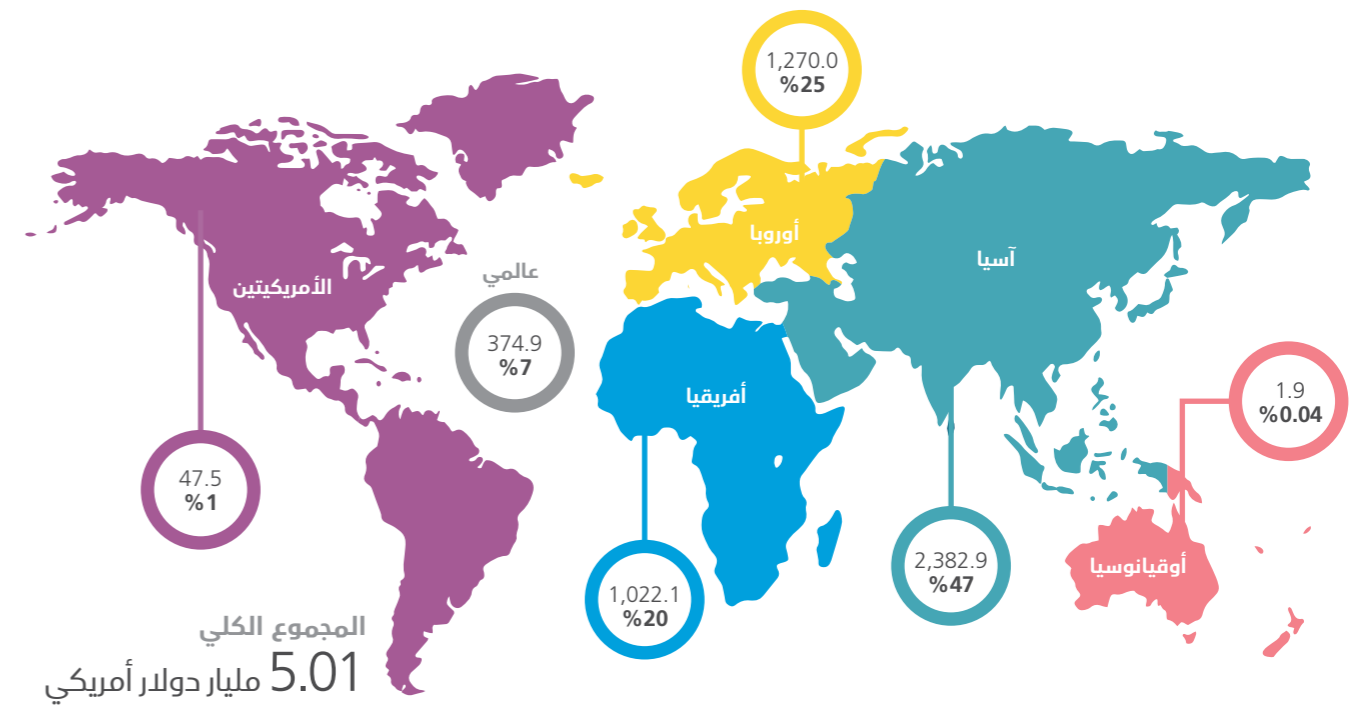 1,270.0
%25
أوروبا
آسيا
عالمي
الأمريكيتين
374.9
%7
أفريقيا
1.9
%0.04
47.5
%1
أوقيانوسيا
2,382.9
%47
1,022.1
%20
المجموع الكلي
5.01 مليار دولار أمريكي